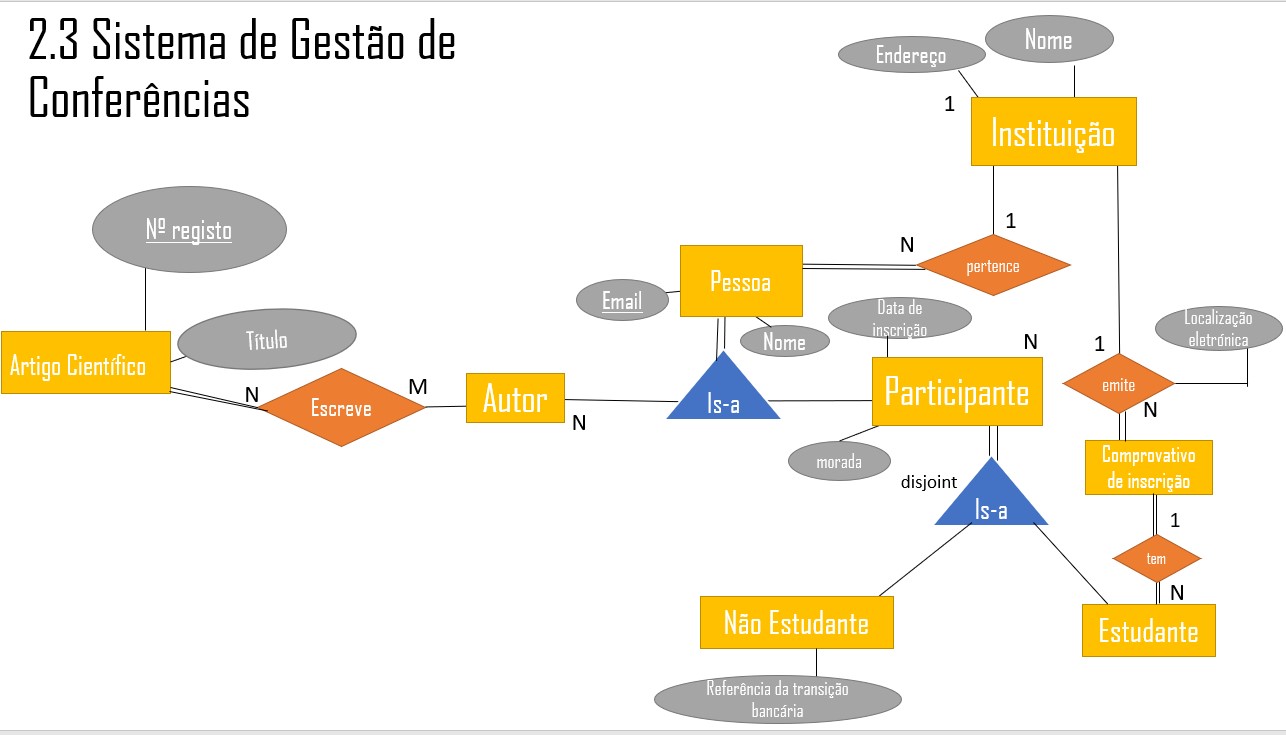 2.3 Sistema de Gestão de
Conferências
Endereço
Nome
1
Instituição
Nº registo
1
N
pertence
Pessoa
Email
Nome
Data de
inscrição
Localização
eletrónica
Título
Artigo Científico
N
Escreve
M
Autor
N
Is-a
N
Participante
1
emite
N
morada
Comprovativo
de inscrição
disjoint
Is-a
1
tem
N
Não Estudante
Estudante
Referência da transição
bancária